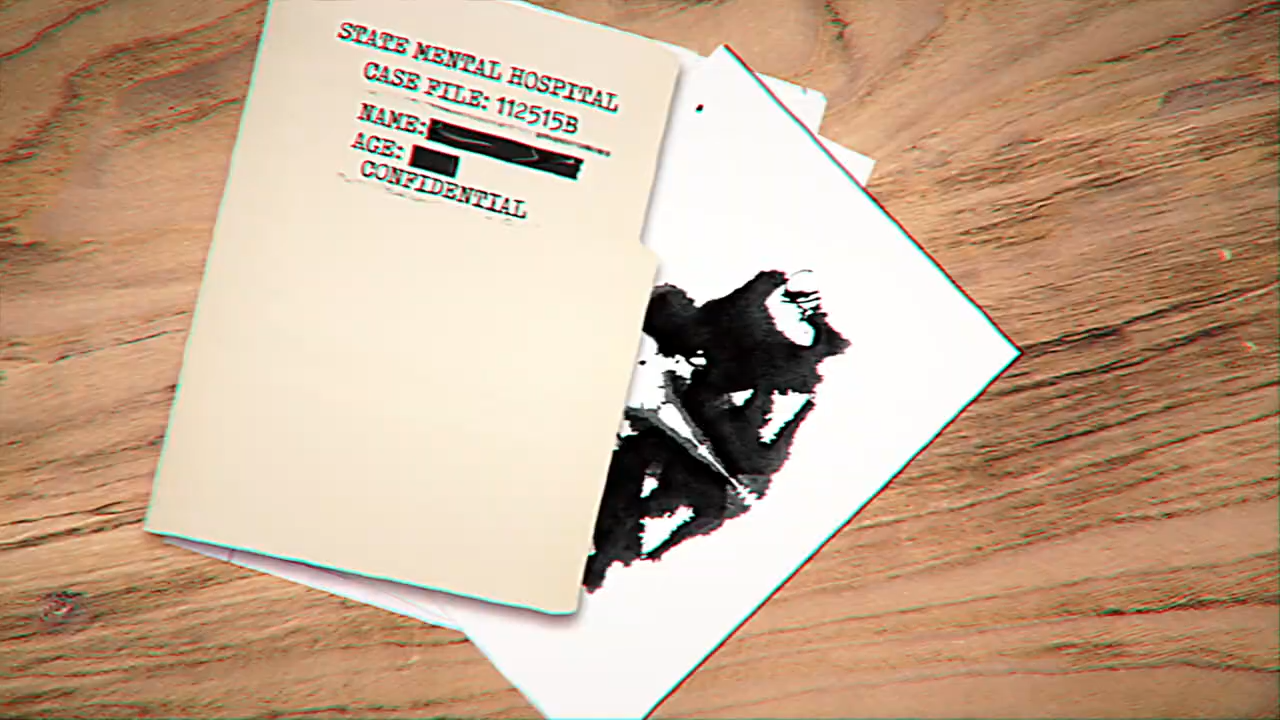 STATE MENTAL HOSPITAL
CASE FILE: 112515B
NAME:
AGE:
CONFIDENTIAL